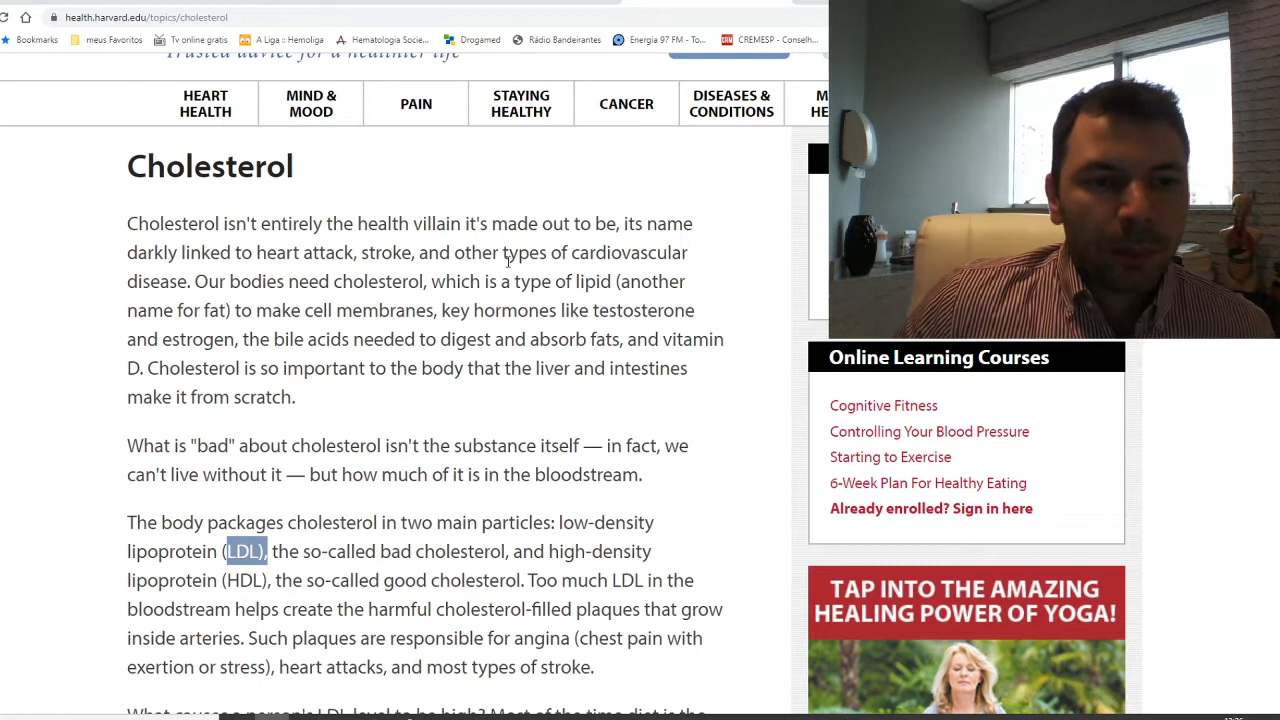 health.harvard.edu/topics/cholesterol
Bookmarks meus Favoritos Tv online gratis A Liga :: Hemoliga Hematologia Socie... Drogamed Rádio Bandeirantes Energia 97 FM - To... CRM CREMESP - Conselh...
Trusted advice for a healthier life
HEART HEALTH
MIND & MOOD
PAIN
STAYING HEALTHY
CANCER
DISEASES & CONDITIONS
Cholesterol
Cholesterol isn't entirely the health villain it's made out to be, its name
darkly linked to heart attack, stroke, and other types of cardiovascular
disease. Our bodies need cholesterol, which is a type of lipid (another
name for fat) to make cell membranes, key hormones like testosterone
and estrogen, the bile acids needed to digest and absorb fats, and vitamin
D. Cholesterol is so important to the body that the liver and intestines
make it from scratch.
What is "bad" about cholesterol isn't the substance itself — in fact, we
can't live without it — but how much of it is in the bloodstream.
The body packages cholesterol in two main particles: low-density
lipoprotein (LDL), the so-called bad cholesterol, and high-density
lipoprotein (HDL), the so-called good cholesterol. Too much LDL in the
bloodstream helps create the harmful cholesterol-filled plaques that grow
inside arteries. Such plaques are responsible for angina (chest pain with
exertion or stress), heart attacks, and most types of stroke.
Online Learning Courses
Cognitive Fitness
Controlling Your Blood Pressure
Starting to Exercise
6-Week Plan For Healthy Eating
Already enrolled? Sign in here
TAP INTO THE AMAZING
HEALING POWER OF YOGA!